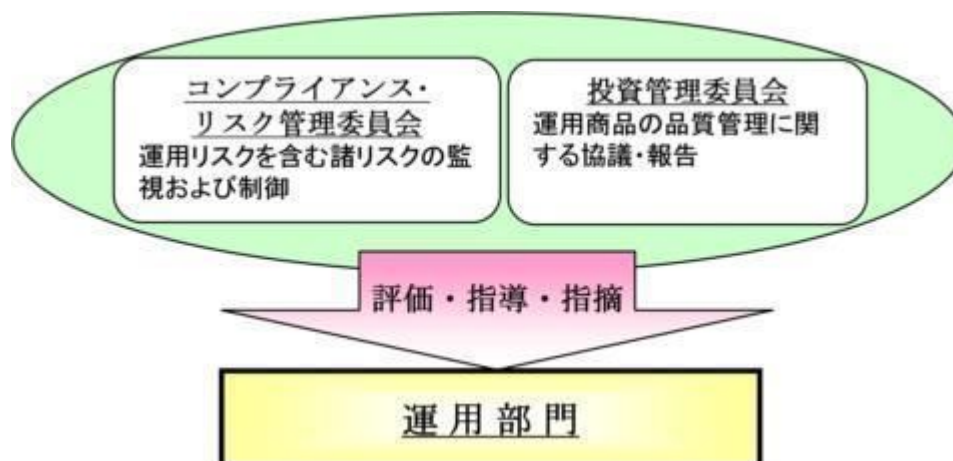 コンプライアンス・
リスク管理委員会
運用リスクを含む諸リスクの監
視および制御
投資管理委員会
運用商品の品質管理に関
する協議・報告
評価・指導・指摘
運用部門